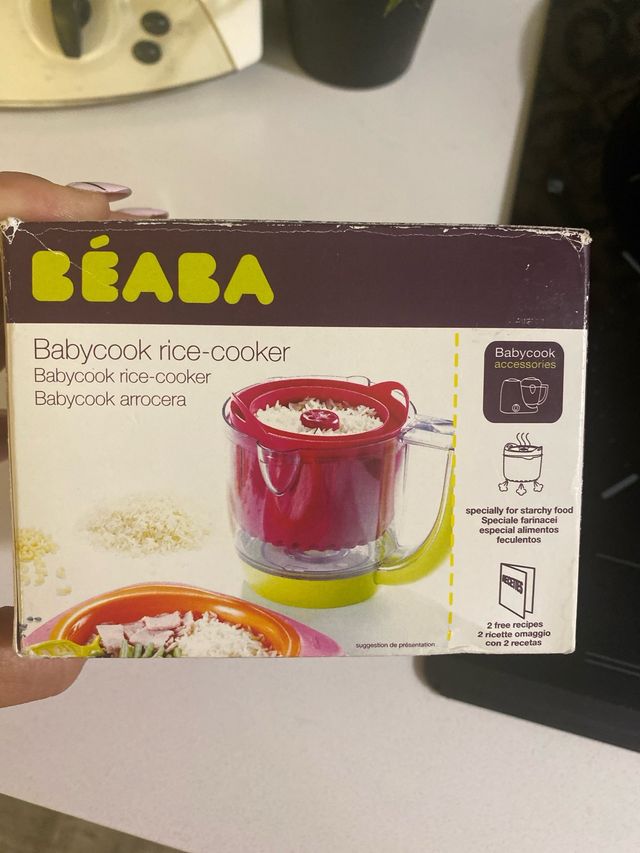 BÉABA
Babycook rice-cooker
Babycook rice-cooker
Babycook arrocera
suggestion de présentation
Babycook
accessories
specially for starchy food
Speciale farinacei
especial alimentos
feculentos
RECETTES
2 free recipes
2 ricette omaggio
con 2 recetas